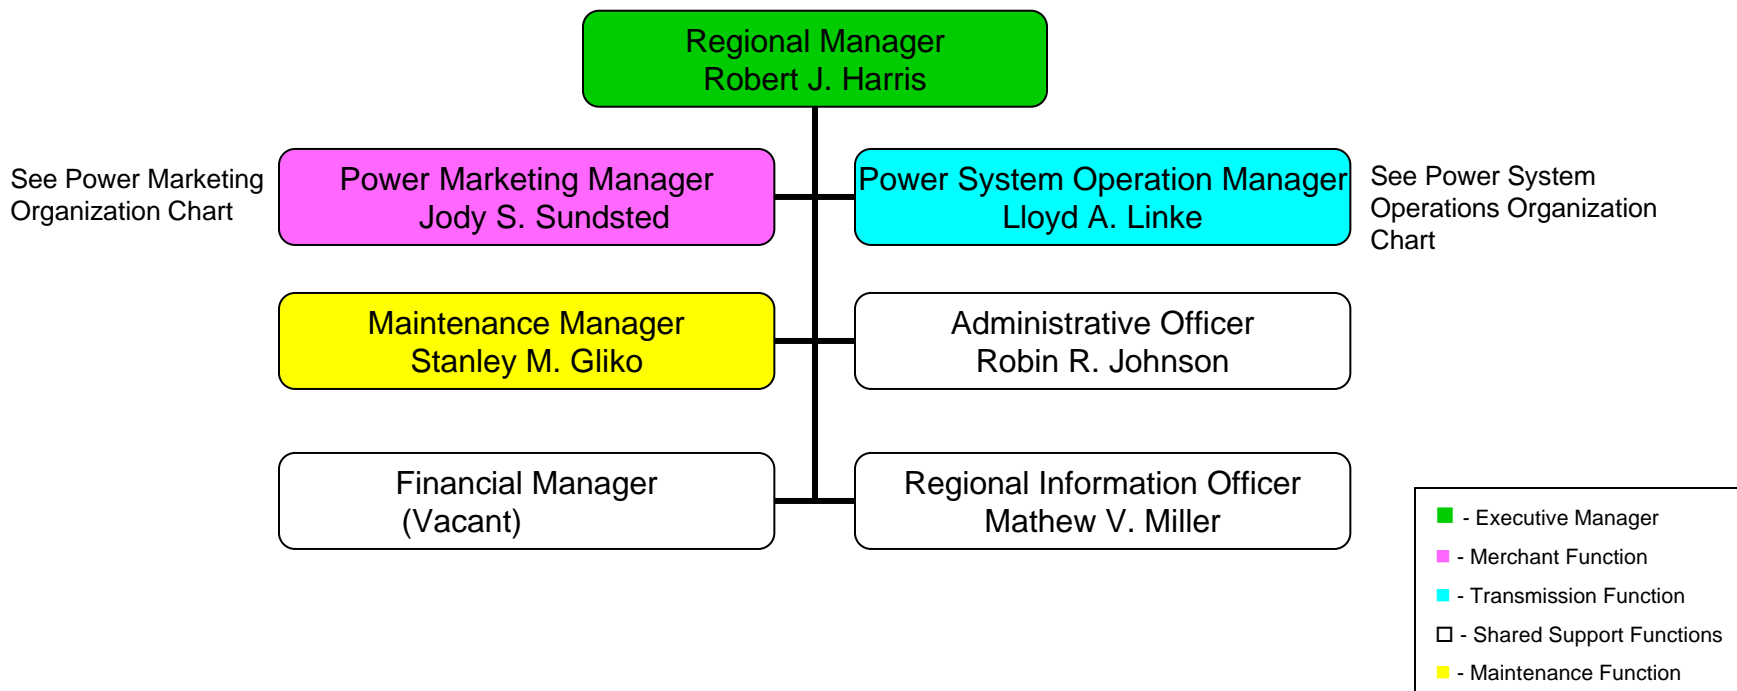 Regional Manager
Robert J. Harris
See Power Marketing
Organization Chart
Power Marketing Manager
Jody S. Sundsted
Power System Operation Manager
Lloyd A. Linke
See Power System
Operations Organization
Chart
Maintenance Manager
Stanley M. Gliko
Administrative Officer
Robin R. Johnson
Financial Manager
(Vacant)
Regional Information Officer
Mathew V. Miller
- Executive Manager
- Merchant Function
- Transmission Function
- Shared Support Functions
- Maintenance Function